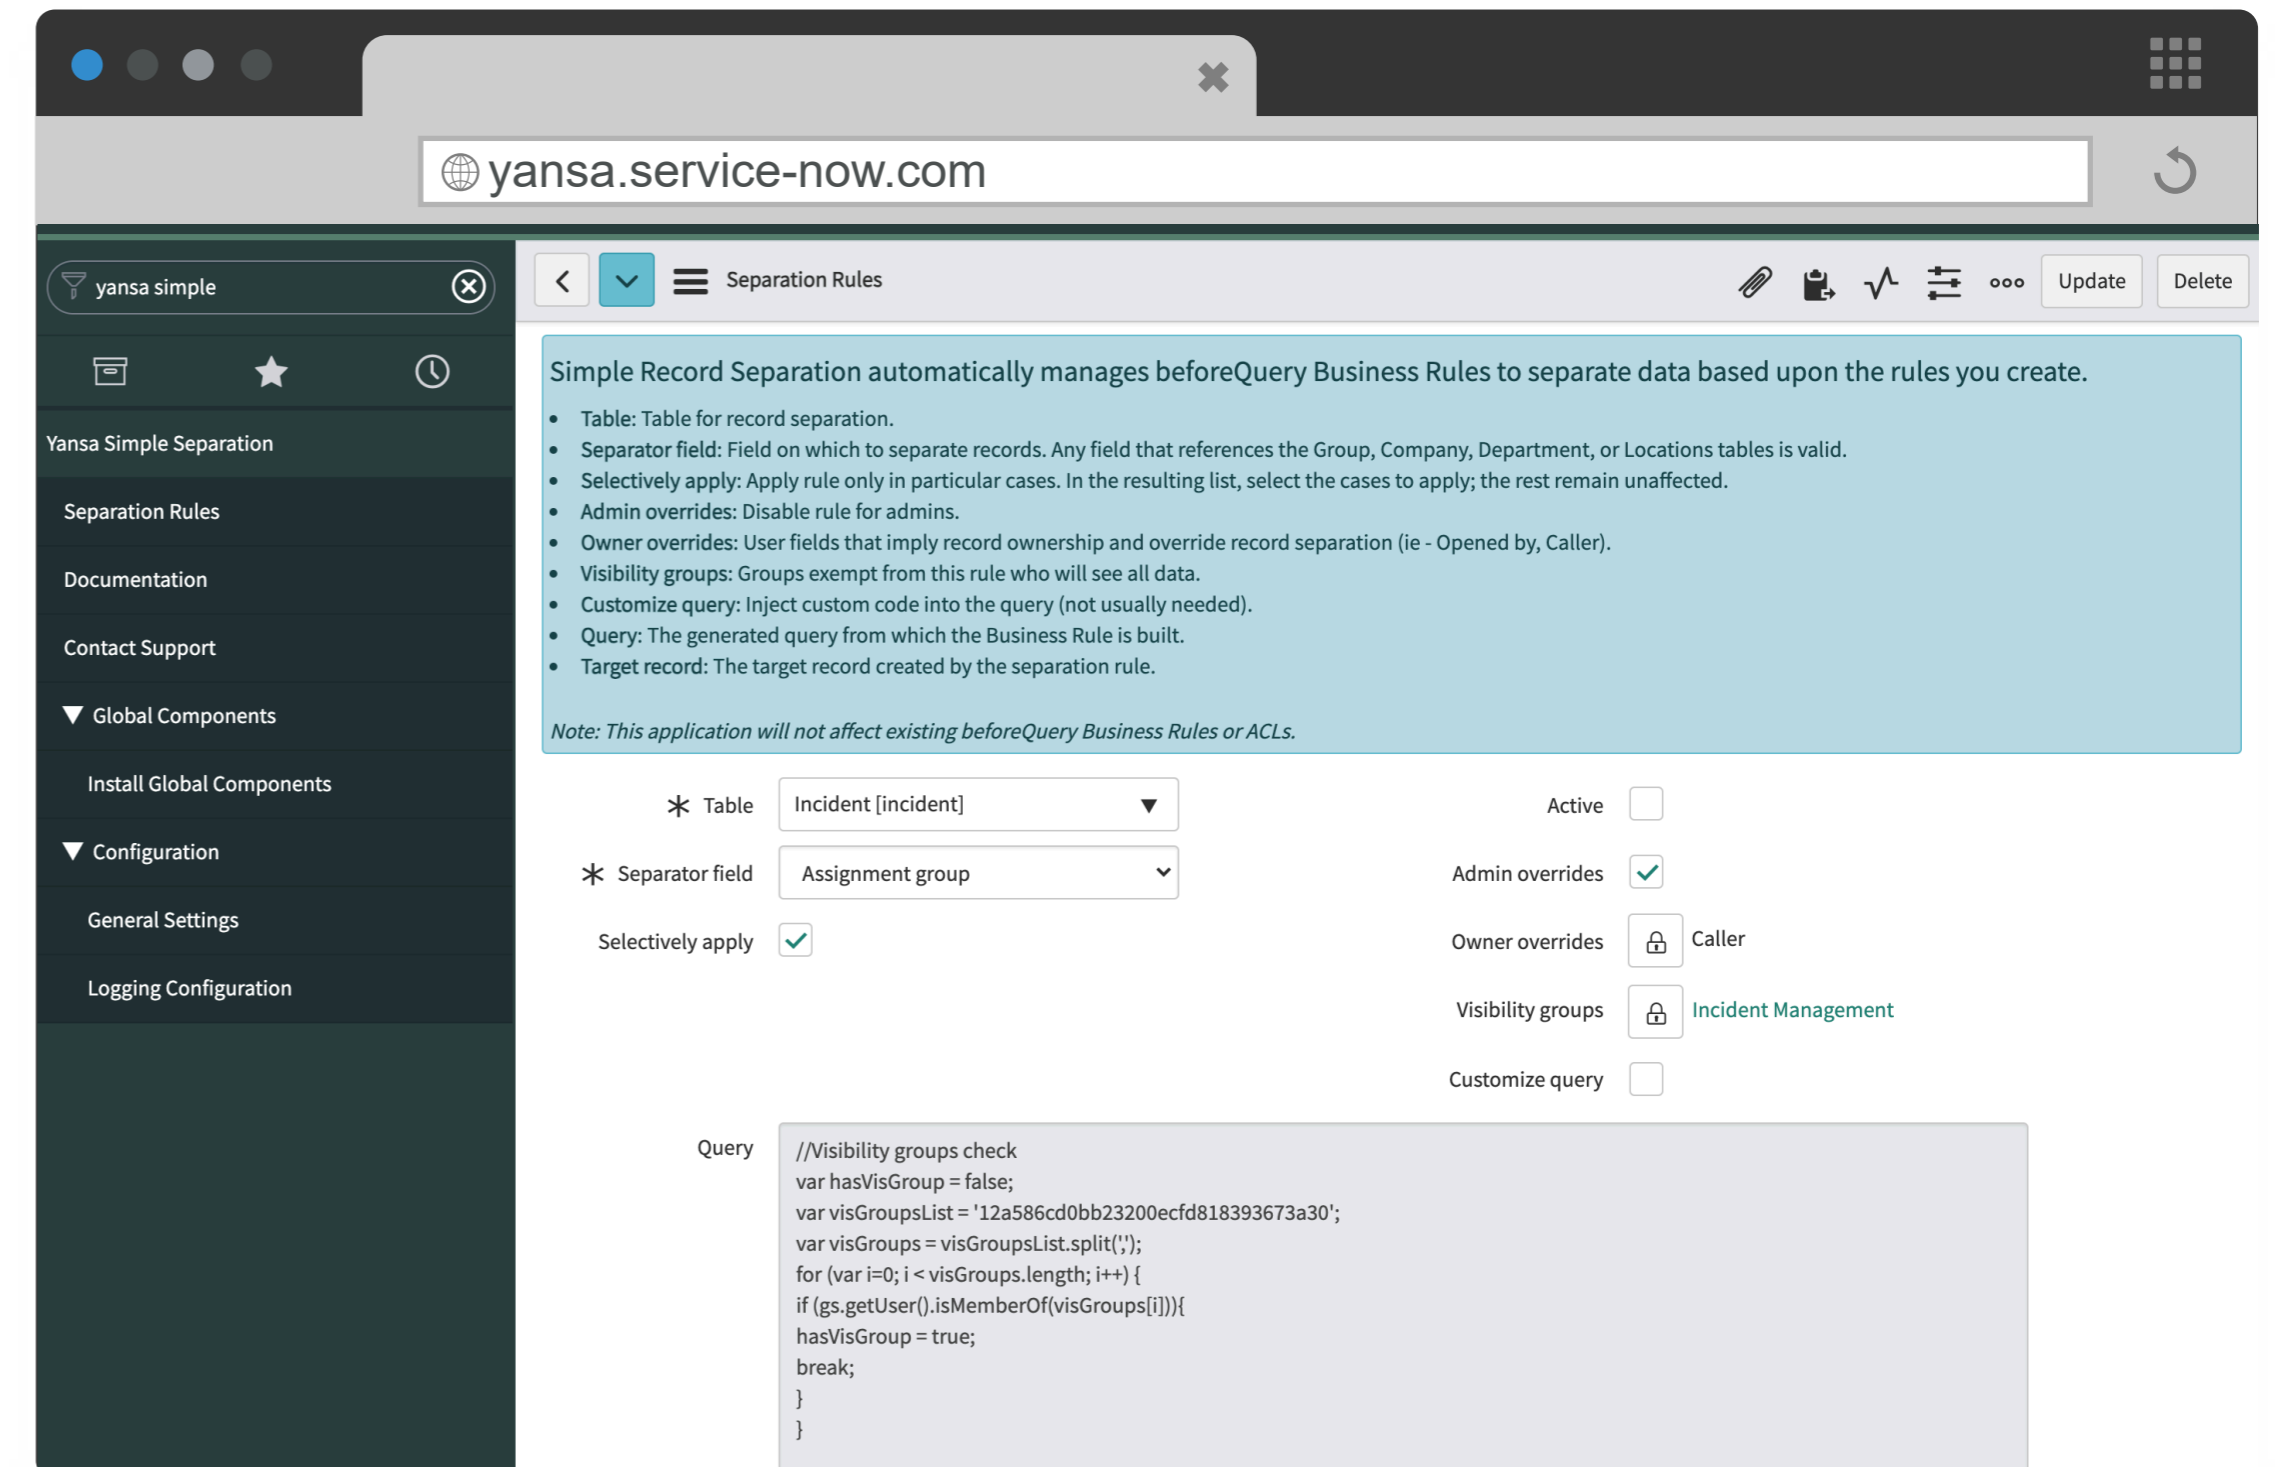 yansa.service-now.com
yansa simple
Separation Rules
Update
Delete
Yansa Simple Separation
Separation Rules
Documentation
Contact Support
Global Components
Install Global Components
Configuration
General Settings
Logging Configuration
Simple Record Separation automatically manages beforeQuery Business Rules to separate data based upon the rules you create.
• Table: Table for record separation.
• Separator field: Field on which to separate records. Any field that references the Group, Company, Department, or Locations tables is valid.
• Selectively apply: Apply rule only in particular cases. In the resulting list, select the cases to apply; the rest remain unaffected.
• Admin overrides: Disable rule for admins.
• Owner overrides: User fields that imply record ownership and override record separation (ie - Opened by, Caller).
• Visibility groups: Groups exempt from this rule who will see all data.
• Customize query: Inject custom code into the query (not usually needed).
• Query: The generated query from which the Business Rule is built.
• Target record: The target record created by the separation rule.
Note: This application will not affect existing beforeQuery Business Rules or ACLs.
Table
Incident [incident]
Separator field
Assignment group
Selectively apply
Active
Admin overrides
Owner overrides
Caller
Visibility groups
Incident Management
Customize query
Query
//Visibility groups check
var hasVisGroup = false;
var visGroupsList = '12a586cd0bb23200ecfd818393673a30';
var visGroups = visGroupsList.split(',');
for (var i=0; i < visGroups.length; i++) {
if (gs.getUser().isMemberOf(visGroups[i])){
hasVisGroup = true;
break;
}
}